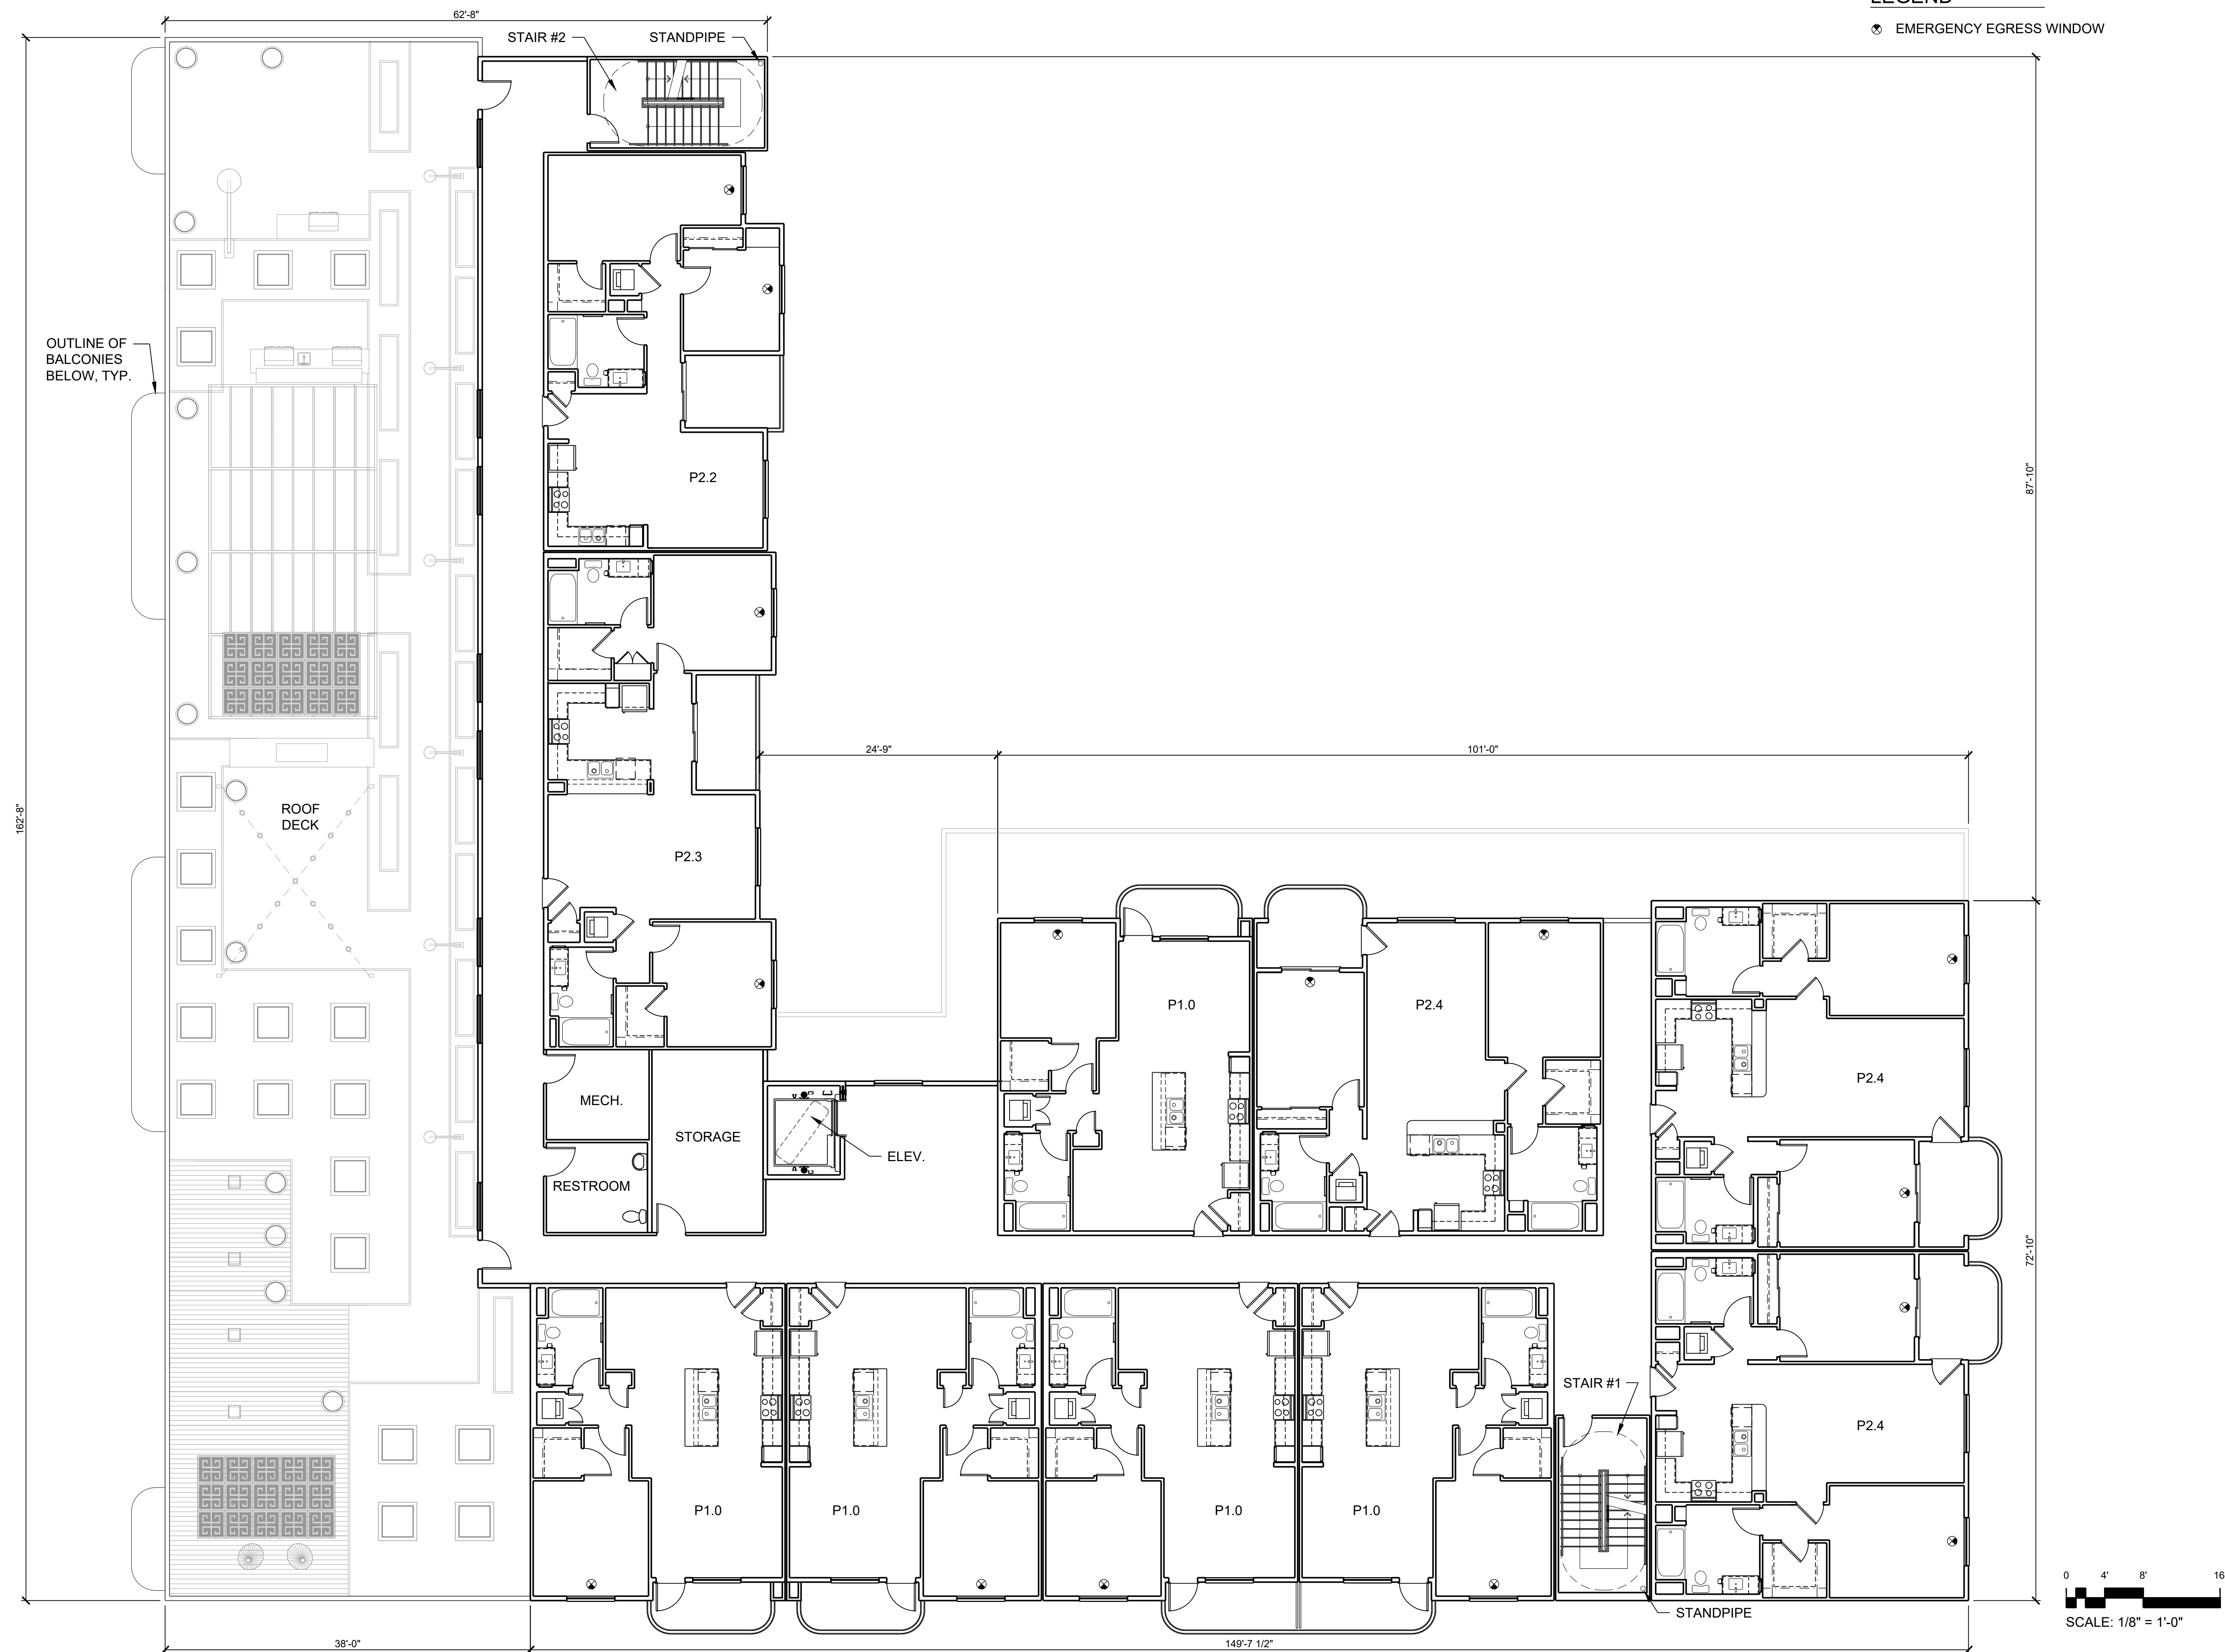 LEGEND
EMERGENCY EGRESS WINDOW
62'-8"
STAIR #2
STANDPIPE
OUTLINE OF
BALCONIES
BELOW, TYP.
87'-10"
P2.2
24'-9"
101'-0"
162'-8"
ROOF
DECK
P2.3
P1.0
P2.4
P2.4
MECH.
STORAGE
ELEV.
RESTROOM
72'-10"
STAIR #1
P2.4
P1.0
P1.0
P1.0
P1.0
0 4' 8' 16
SCALE: 1/8" = 1'-0"
STANDPIPE
38'-0"
149'-7 1/2"